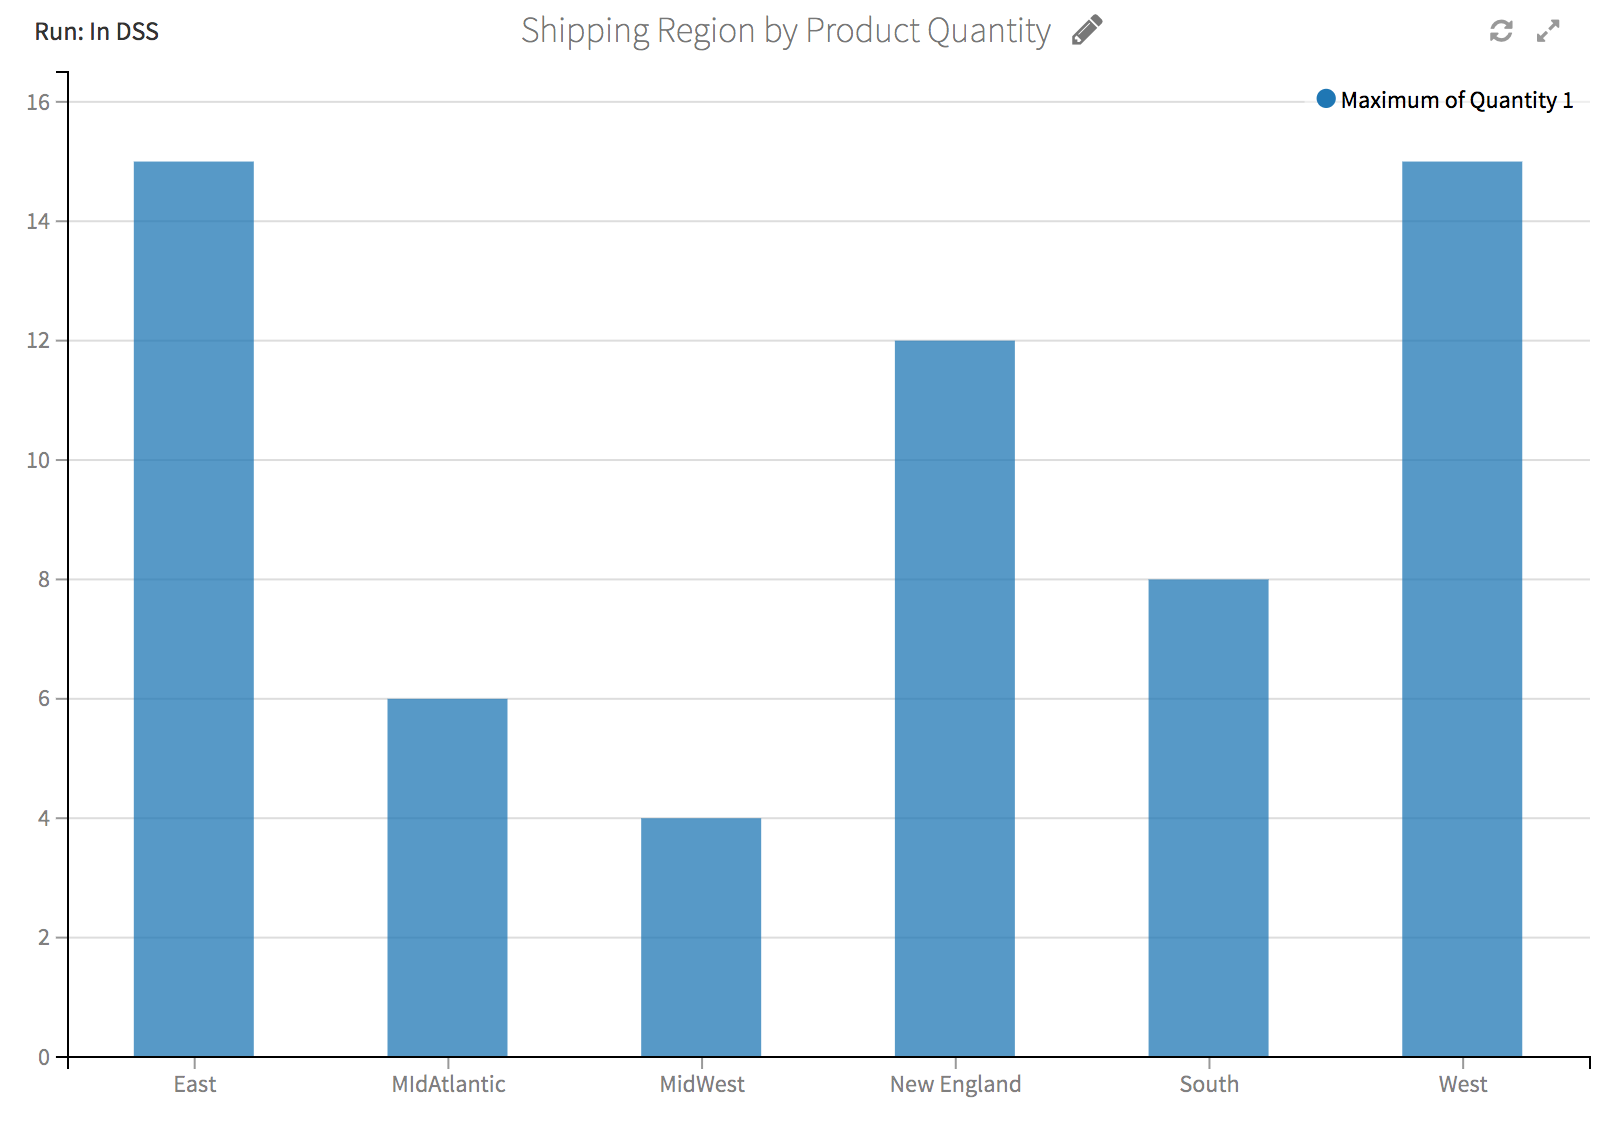 Run: In DSS
Shipping Region by Product Quantity
Maximum of Quantity 1
16
14
12
10
8
6
4
2
0
East
MIdAtlantic
MidWest
New England
South
West